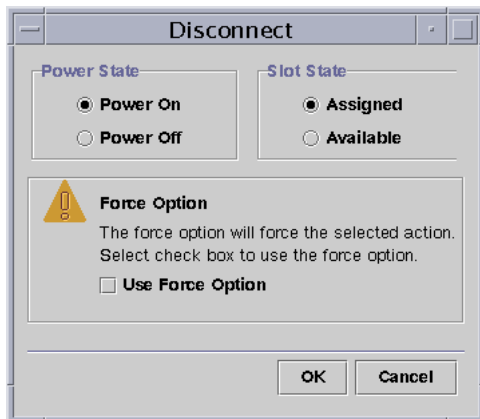 Disconnect
Power State
Power On
Power Off
Slot State
Assigned
Available
Force Option
The force option will force the selected action.
Select check box to use the force option.
Use Force Option
OK
Cancel